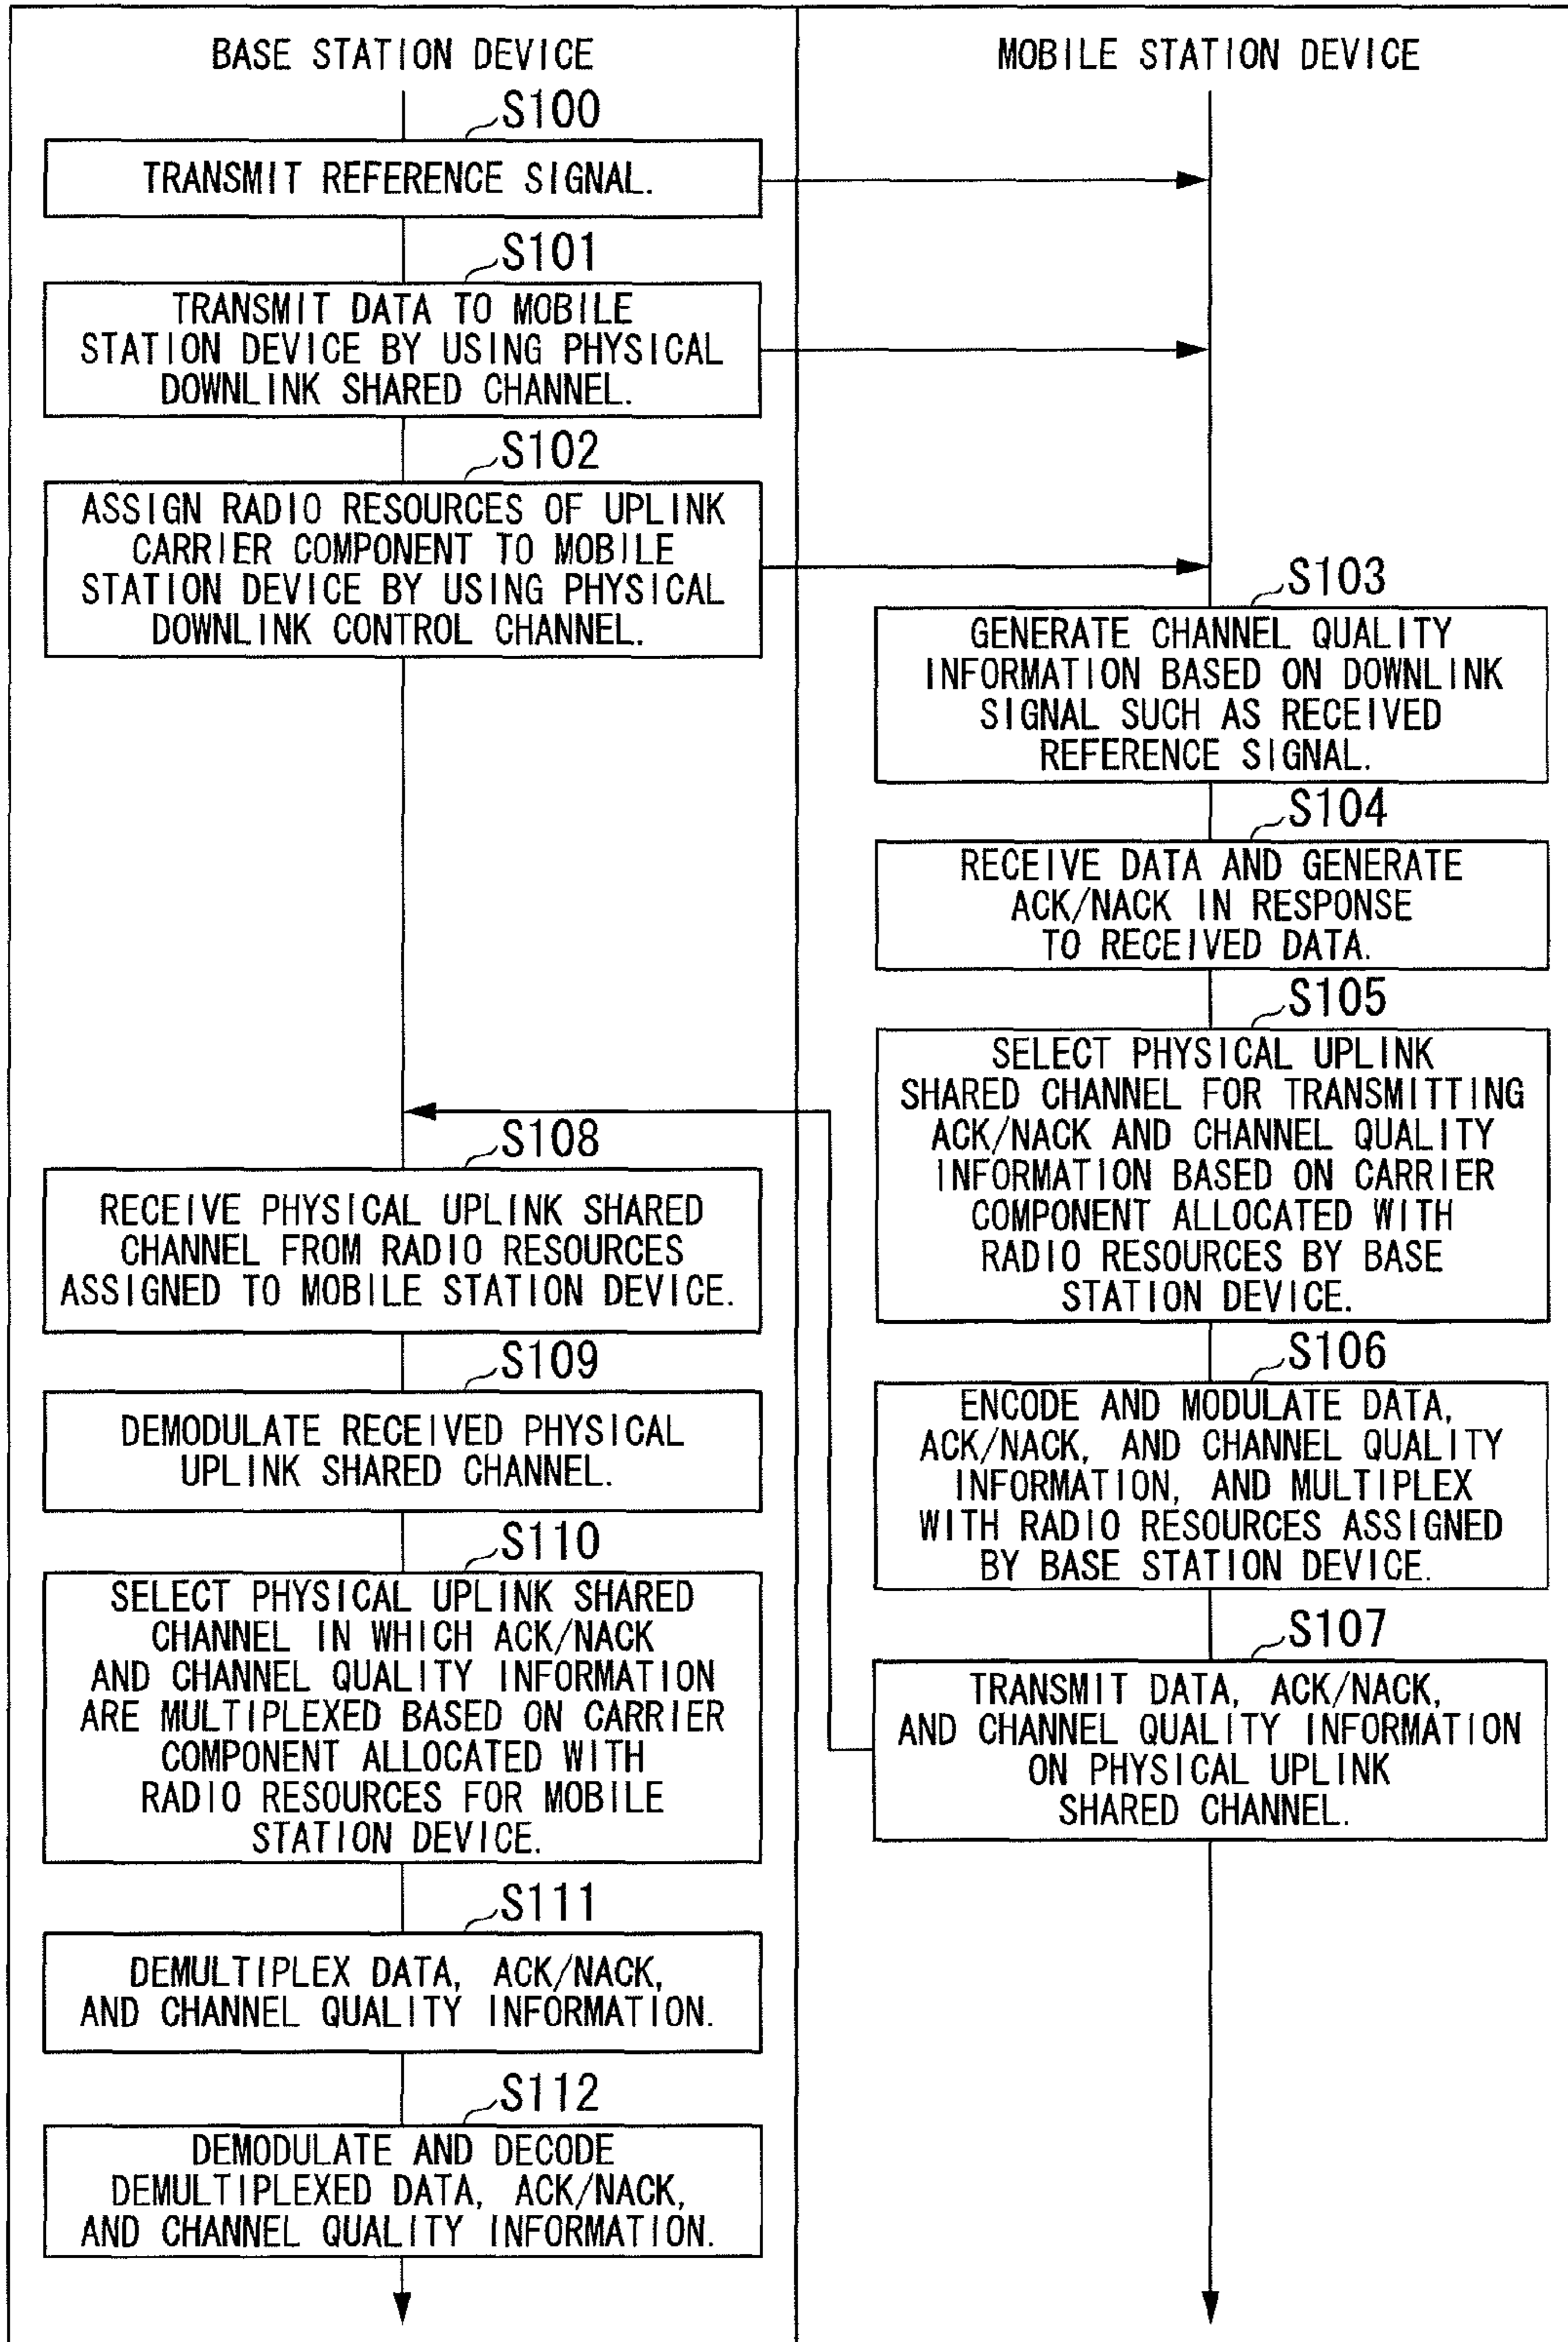 BASE STATION DEVICE
MOBILE STATION DEVICE
S100
TRANSMIT REFERENCE SIGNAL.
S101
TRANSMIT DATA TO MOBILE
STATION DEVICE BY USING PHYSICAL
DOWNLINK SHARED CHANNEL.
S102
ASSIGN RADIO RESOURCES OF UPLINK
CARRIER COMPONENT TO MOBILE
STATION DEVICE BY USING PHYSICAL
DOWNLINK CONTROL CHANNEL.
S103
GENERATE CHANNEL QUALITY
INFORMATION BASED ON DOWNLINK
SIGNAL SUCH AS RECEIVED
REFERENCE SIGNAL.
S104
RECEIVE DATA AND GENERATE
ACK/NACK IN RESPONSE
TO RECEIVED DATA.
S105
SELECT PHYSICAL UPLINK
SHARED CHANNEL FOR TRANSMITTING
ACK/NACK AND CHANNEL QUALITY
INFORMATION BASED ON CARRIER
COMPONENT ALLOCATED WITH
RADIO RESOURCES BY BASE
STATION DEVICE.
S106
ENCODE AND MODULATE DATA,
ACK/NACK, AND CHANNEL QUALITY
INFORMATION, AND MULTIPLEX
WITH RADIO RESOURCES ASSIGNED
BY BASE STATION DEVICE.
S107
TRANSMIT DATA, ACK/NACK,
AND CHANNEL QUALITY INFORMATION
ON PHYSICAL UPLINK
SHARED CHANNEL.
S108
RECEIVE PHYSICAL UPLINK SHARED
CHANNEL FROM RADIO RESOURCES
ASSIGNED TO MOBILE STATION DEVICE.
S109
DEMODULATE RECEIVED PHYSICAL
UPLINK SHARED CHANNEL.
S110
SELECT PHYSICAL UPLINK SHARED
CHANNEL IN WHICH ACK/NACK
AND CHANNEL QUALITY INFORMATION
ARE MULTIPLEXED BASED ON CARRIER
COMPONENT ALLOCATED WITH
RADIO RESOURCES FOR MOBILE
STATION DEVICE.
S111
DEMULTIPLEX DATA, ACK/NACK,
AND CHANNEL QUALITY INFORMATION.
S112
DEMODULATE AND DECODE
DEMULTIPLEXED DATA, ACK/NACK,
AND CHANNEL QUALITY INFORMATION.